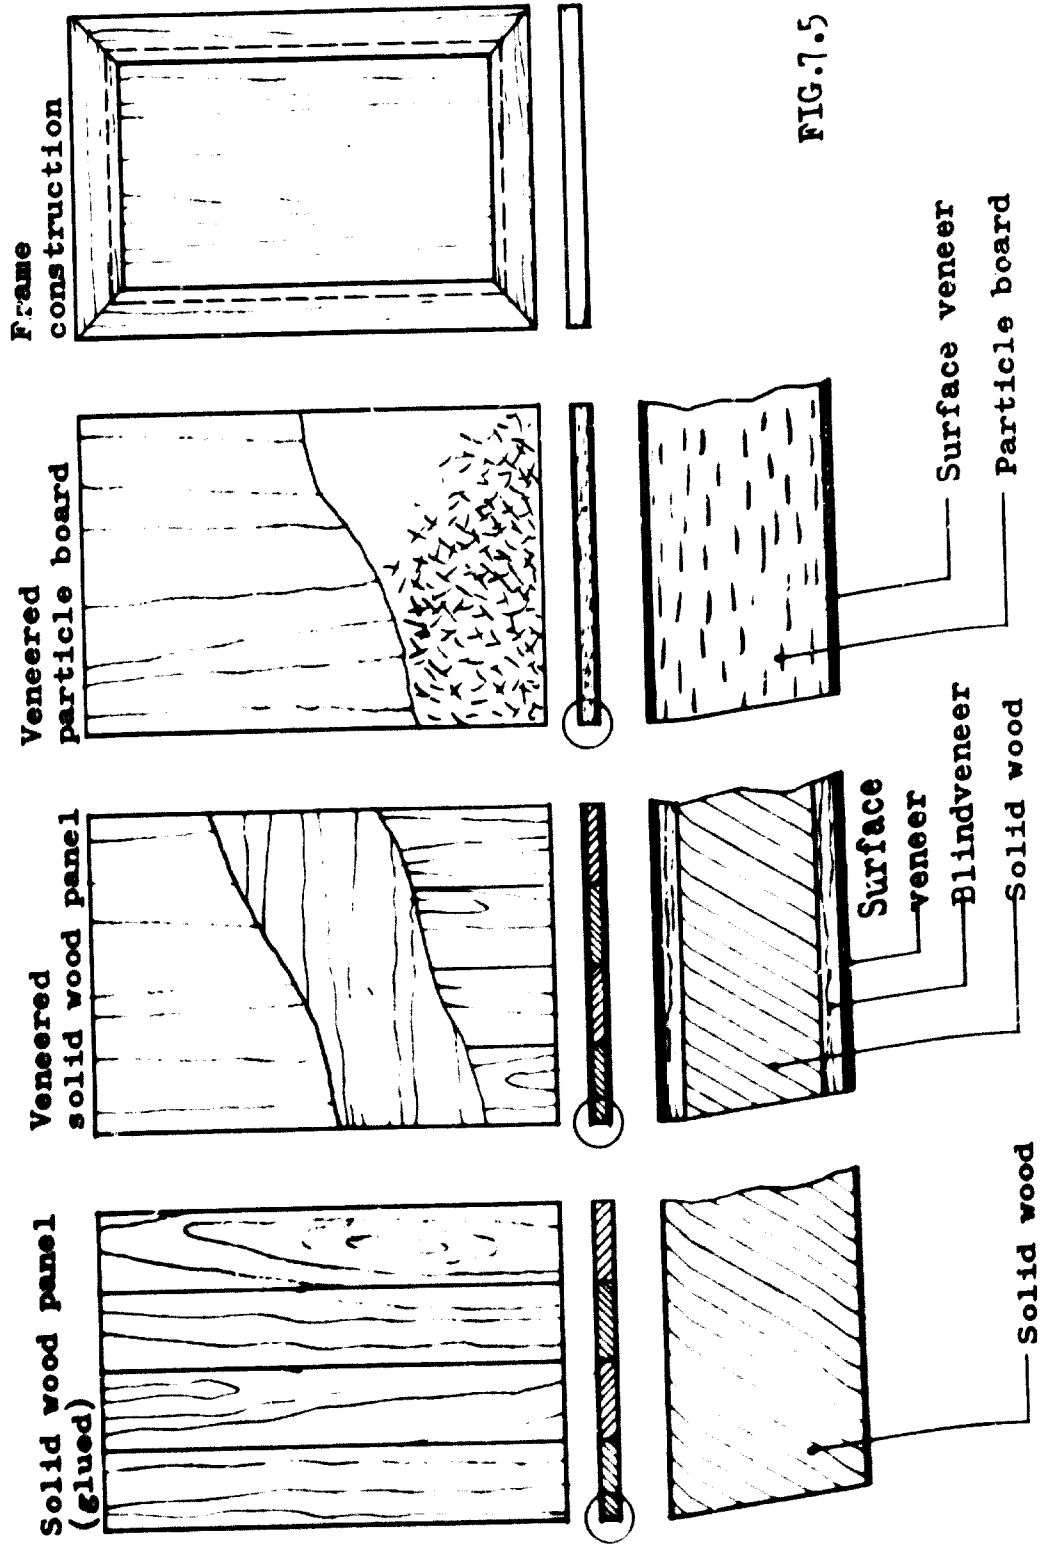 Solid wood panel
(glued)
Veneered
solid wood panel
Veneered
particle board
Frame
construction
Solid wood
Surface
veneer
Blindveneer
Solid wood
Surface veneer
Particle board
FIG.7.5